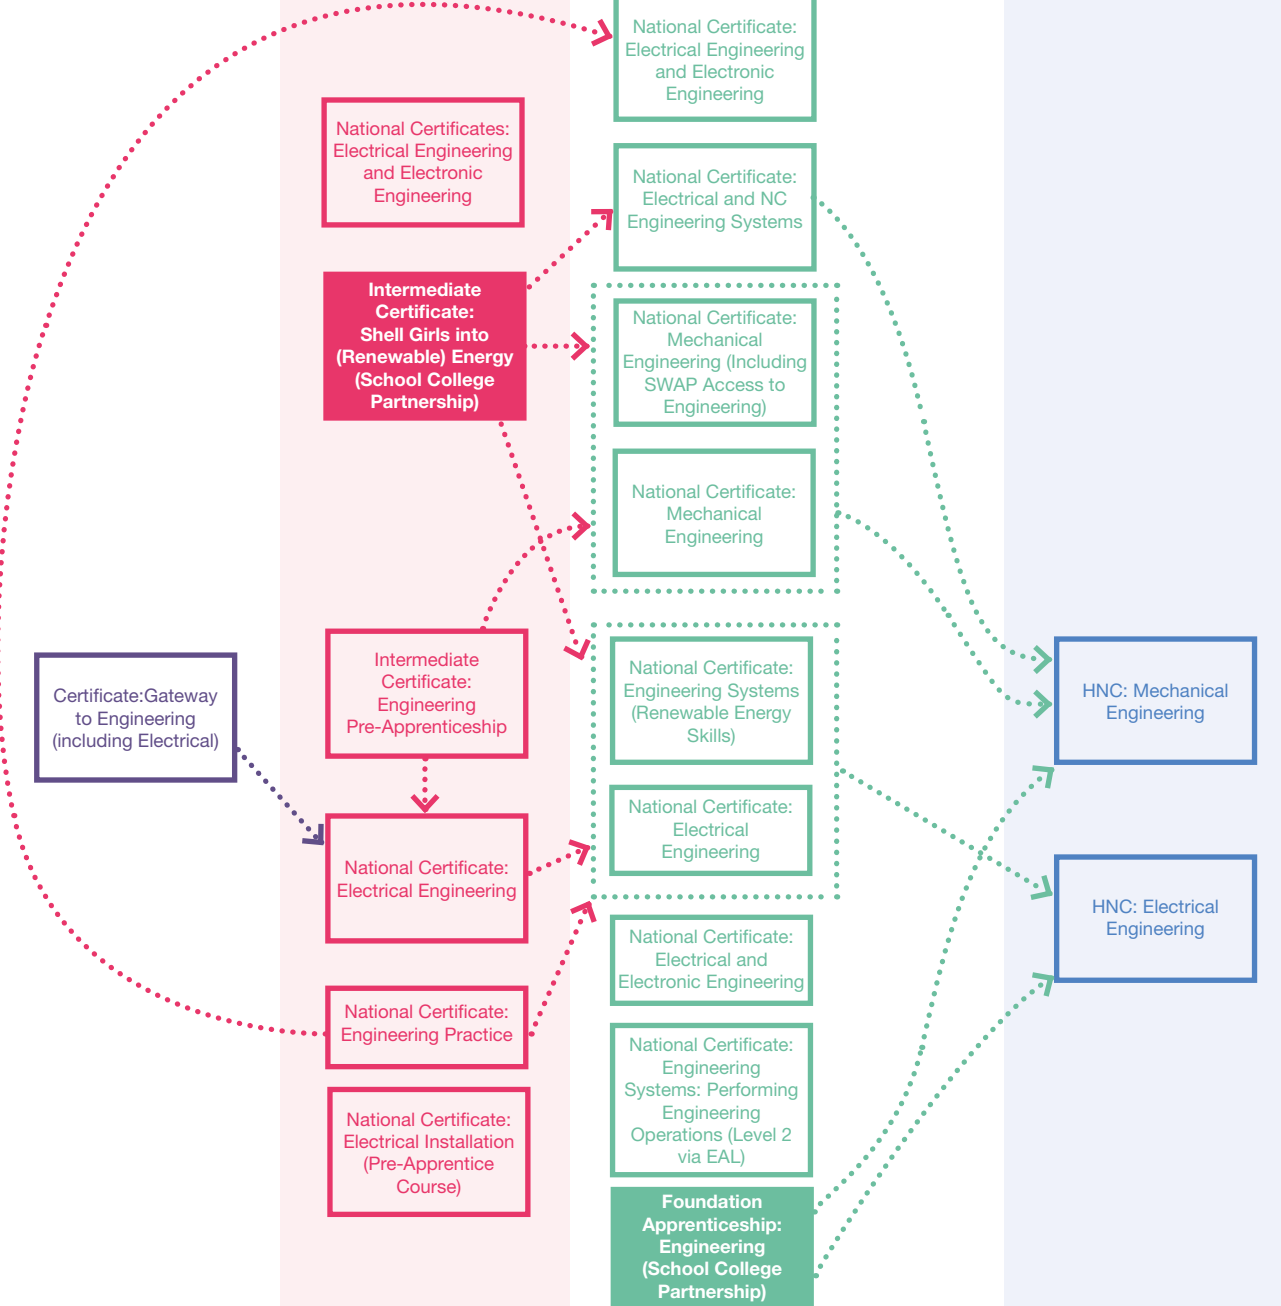 National Certificate:
Electrical Engineering
and Electronic
Engineering
National Certificates:
Electrical Engineering
and Electronic
Engineering
National Certificate:
Electrical and NC
Engineering Systems
Intermediate
Certificate:
Shell Girls into
(Renewable) Energy
(School College
Partnership)
National Certificate:
Mechanical
Engineering (Including
SWAP Access to
Engineering)
National Certificate:
Mechanical
Engineering
Certificate:Gateway
to Engineering
(including Electrical)
Intermediate
Certificate:
Engineering
Pre-Apprenticeship
National Certificate:
Engineering Systems
(Renewable Energy
Skills)
HNC: Mechanical
Engineering
National Certificate:
Electrical Engineering
National Certificate:
Electrical
Engineering
HNC: Electrical
Engineering
National Certificate:
Electrical and
Electronic Engineering
National Certificate:
Engineering Practice
National Certificate:
Engineering
Systems: Performing
Engineering
Operations (Level 2
via EAL)
National Certificate:
Electrical Installation
(Pre-Apprentice
Course)
Foundation
Apprenticeship:
Engineering
(School College
Partnership)